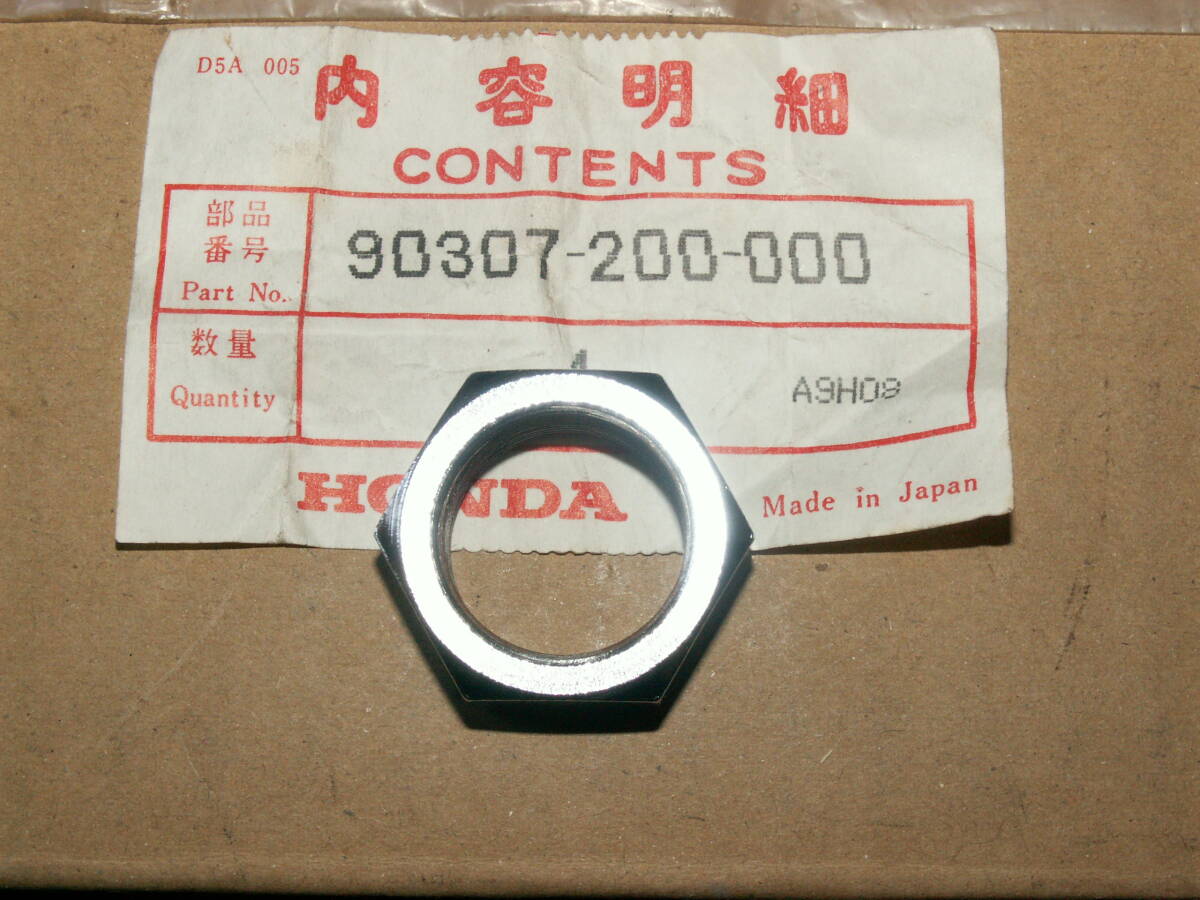 D5A 005
内容明細
CONTENTS
部品
番号
Part No.
90307-200-000
数量
Quantity
A9H09
HONDA
Made in Japan